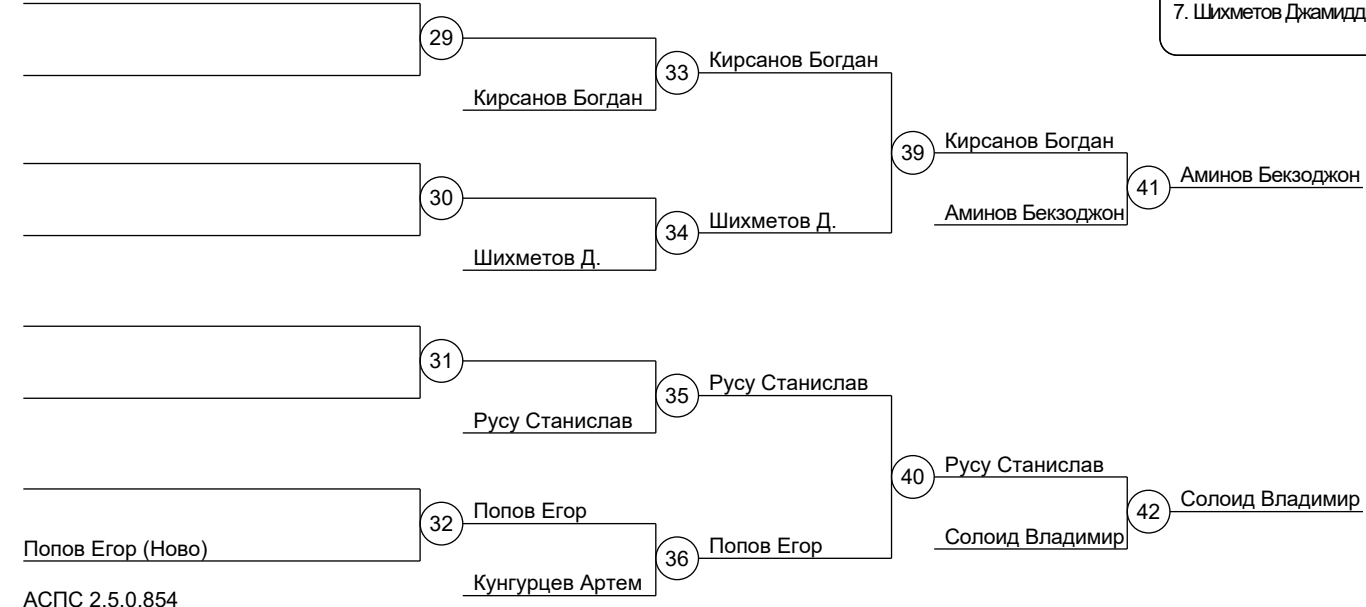 7. Шихметов Джамидд
29
Кирсанов Богдан
33
Кирсанов Богдан
39
Кирсанов Богдан
Аминов Бекзоджон
41
Аминов Бекзоджон
30
Шихметов Д.
34
Шихметов Д.
31
Русу Станислав
35
Русу Станислав
40
Русу Станислав
Солоид Владимир
42
Солоид Владимир
Попов Егор (Ново)
32
Попов Егор
Кунгурцев Артем
36
Попов Егор
АСПС 2.5.0.854